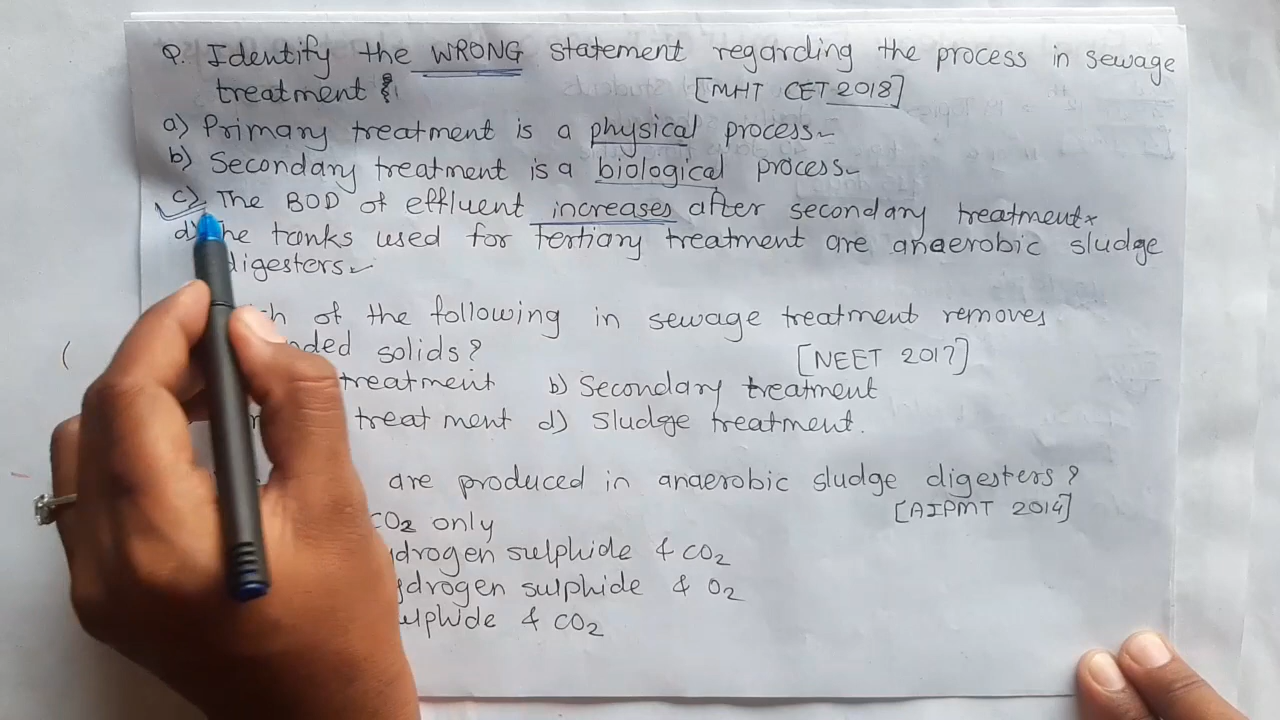 Q. Identify the WRONG statement regarding the process in sewage
treatment ? [MHT CET 2018]
a) Primary treatment is a physical process
b) Secondary treatment is a biological process
c) The BOD of effluent increases after secondary treatment
d) The tanks used for tertiary treatment are anaerobic sludge
digesters
of the following in sewage treatment removes
solids? [NEET 2017]
treatment b) Secondary treatment
treatment d) Sludge treatment.
are produced in anaerobic sludge digesters?
[AIPMT 2014]
CO2 only
sulphide & CO2
sulphide & O2
& CO2